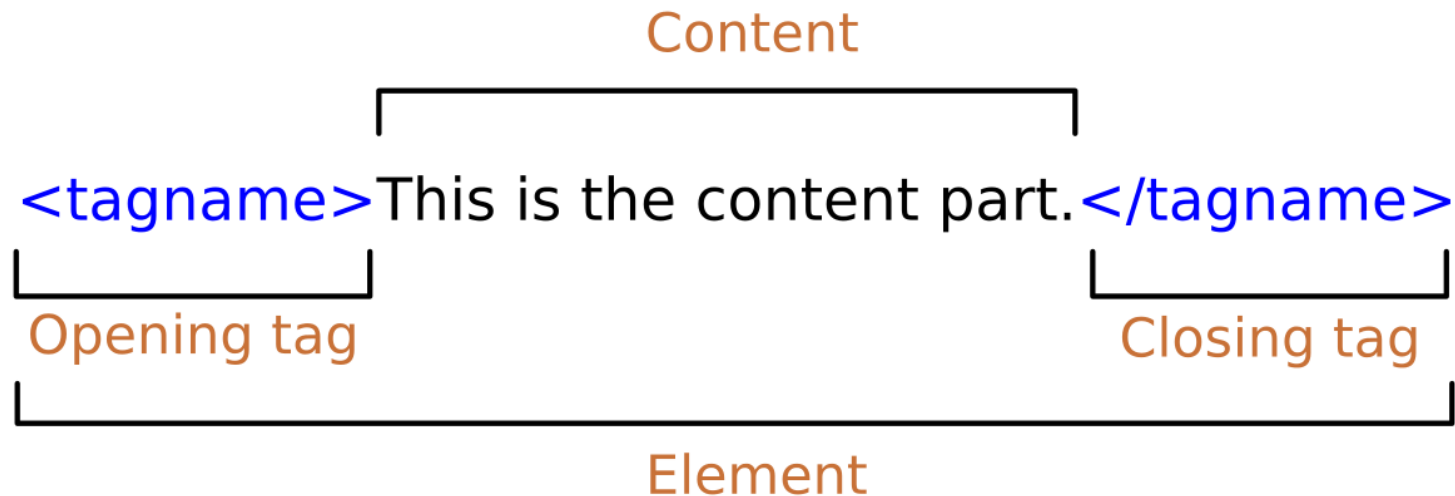 Content
<tagname>This is the content part.</tagname>
Opening tag
Closing tag
Element